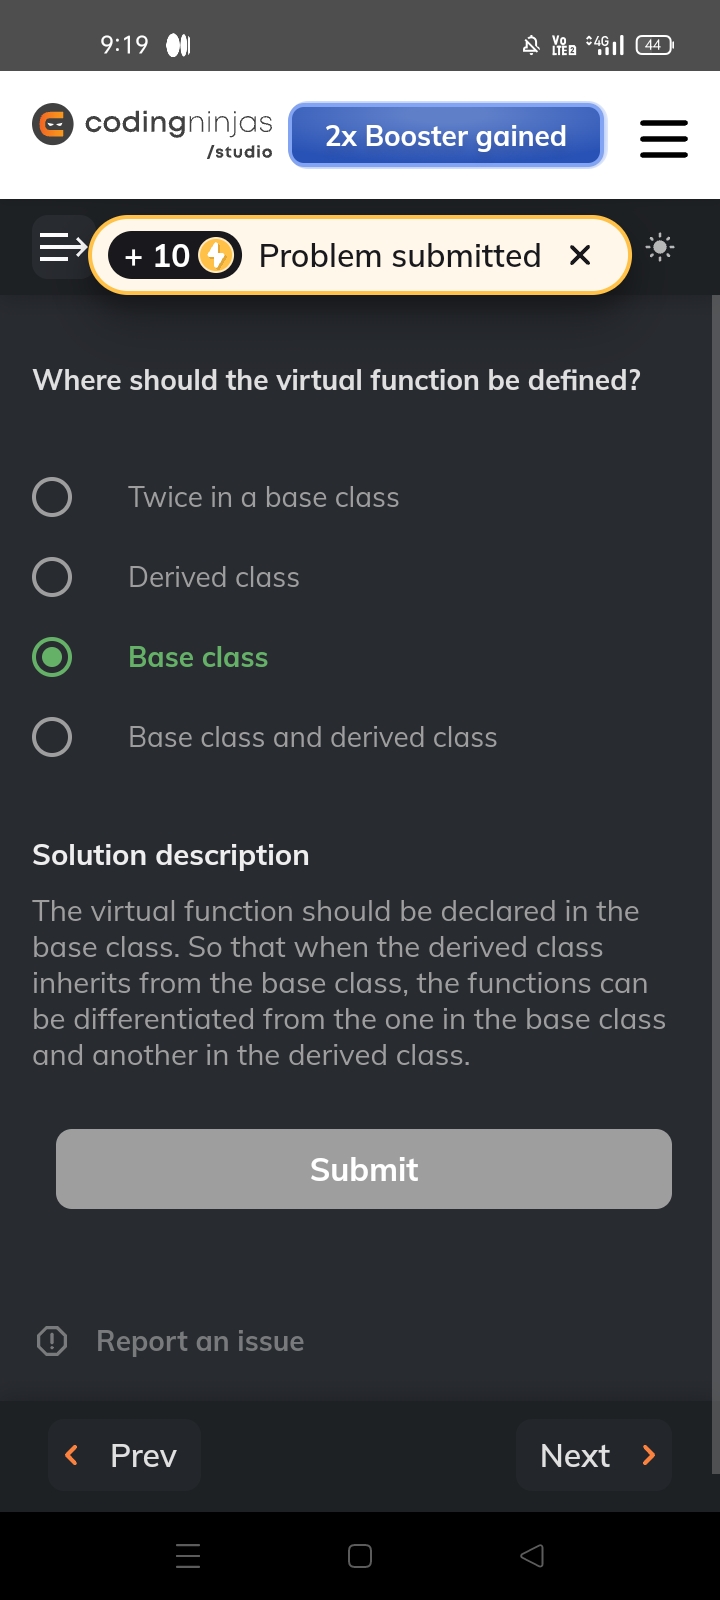 9:19
Vo
LTE2
4G
44
codingninjas
/studio
2x Booster gained
+ 10
Problem submitted
Where should the virtual function be defined?
Twice in a base class
Derived class
Base class
Base class and derived class
Solution description
The virtual function should be declared in the
base class. So that when the derived class
inherits from the base class, the functions can
be differentiated from the one in the base class
and another in the derived class.
Submit
Report an issue
Prev
Next